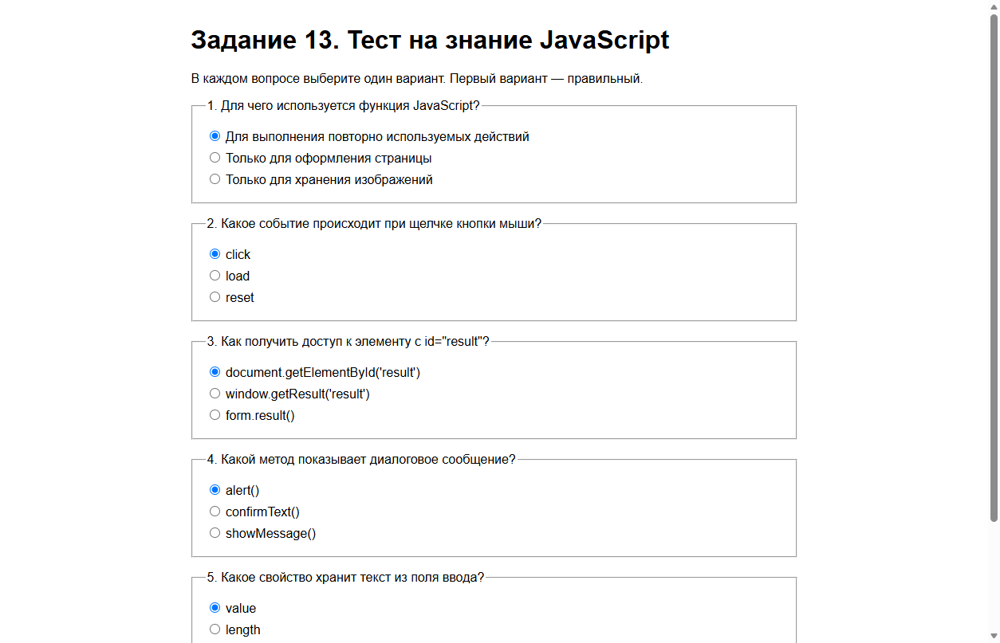 Задание 13. Тест на знание JavaScript
В каждом вопросе выберите один вариант. Первый вариант — правильный.
1. Для чего используется функция JavaScript?
Для выполнения повторно используемых действий
Только для оформления страницы
Только для хранения изображений
2. Какое событие происходит при щелчке кнопки мыши?
click
load
reset
3. Как получить доступ к элементу с id="result"?
document.getElementById('result')
window.getResult('result')
form.result()
4. Какой метод показывает диалоговое сообщение?
alert()
confirmText()
showMessage()
5. Какое свойство хранит текст из поля ввода?
value
length